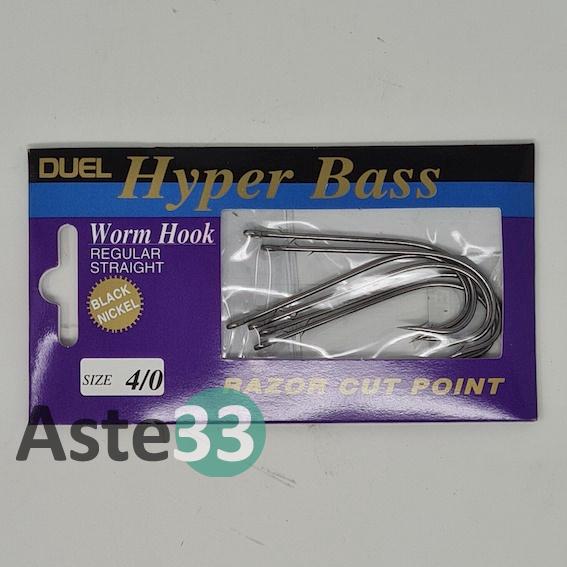 DUEL Hyper Bass
Worm Hook
REGULAR
STRAIGHT
BLACK
NICKEL
SIZE 4/0
RAZOR CUT POINT
Aste33